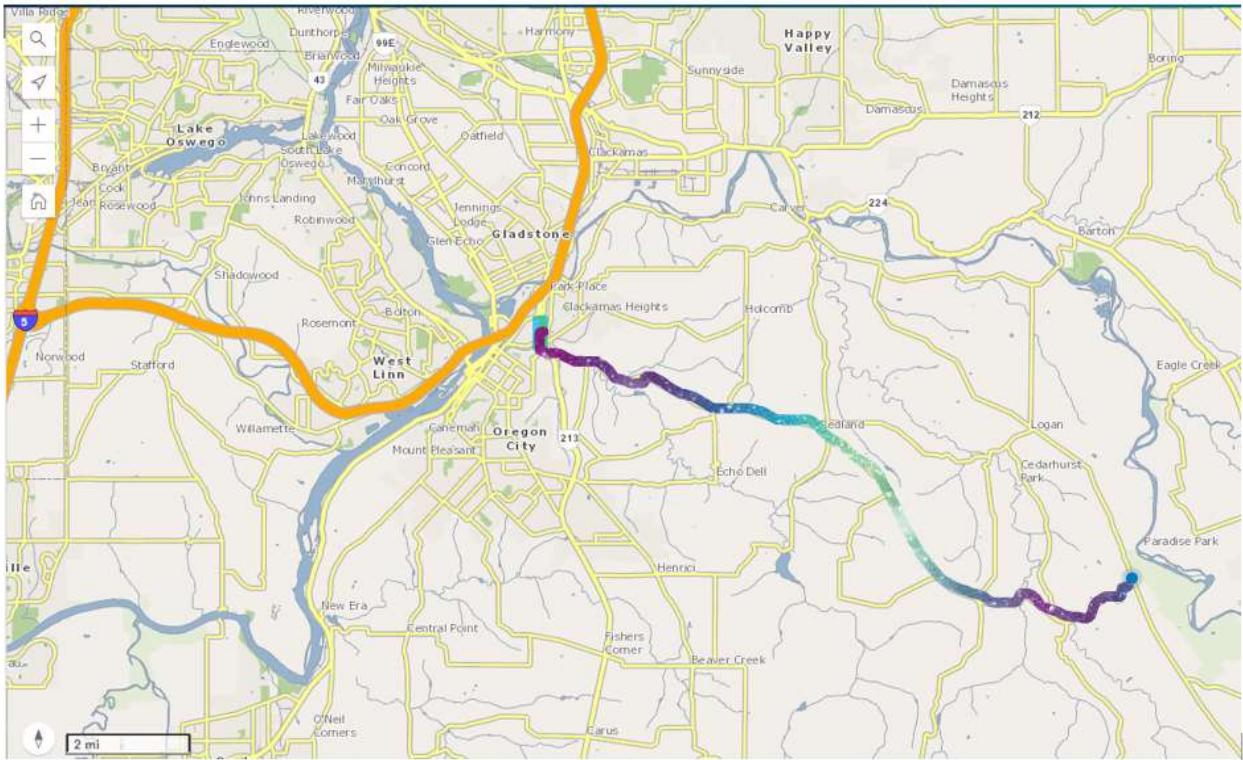 Villa Ridge
Riverwood
Dunthorpe
99E
Harmony
Happy
Valley
Englewood
Briarwood
Boring
Milwaukie
Heights
Sunnyside
43
Damascus
Heights
Fair Oaks
Damascus
212
Oak Grove
Lake
Oswego
Lakewood
Oatfield
South Lake
Oswego
Clackamas
Bryant
Concord
Marylhurst
Cook
Jean
Rosewood
Johns Landing
Jennings
Lodge
Carver
224
Robinwood
Gladstone
Barton
Glen Echo
Shadowood
Park Place
Clackamas Heights
Bolton
Holcomb
5
Rosemont
Norwood
Stafford
West
Linn
Eagle Creek
Willamette
Canemah
Oregon
City
213
Redland
Logan
Mount Pleasant
Echo Dell
Cedarhurst
Park
Paradise Park
ille
Henrici
New Era
Central Point
Fishers
Corner
Beaver Creek
O'Neil
Corners
Carus
2 mi